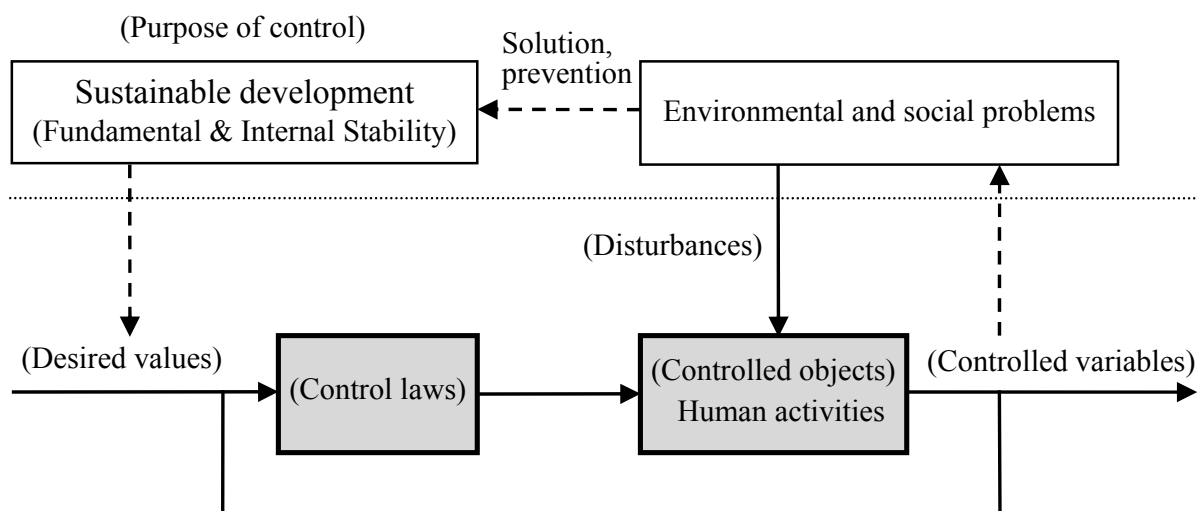 (Purpose of control)
Solution,
prevention
Sustainable development
(Fundamental & Internal Stability)
Environmental and social problems
(Disturbances)
(Desired values)
(Control laws)
(Controlled objects)
Human activities
(Controlled variables)